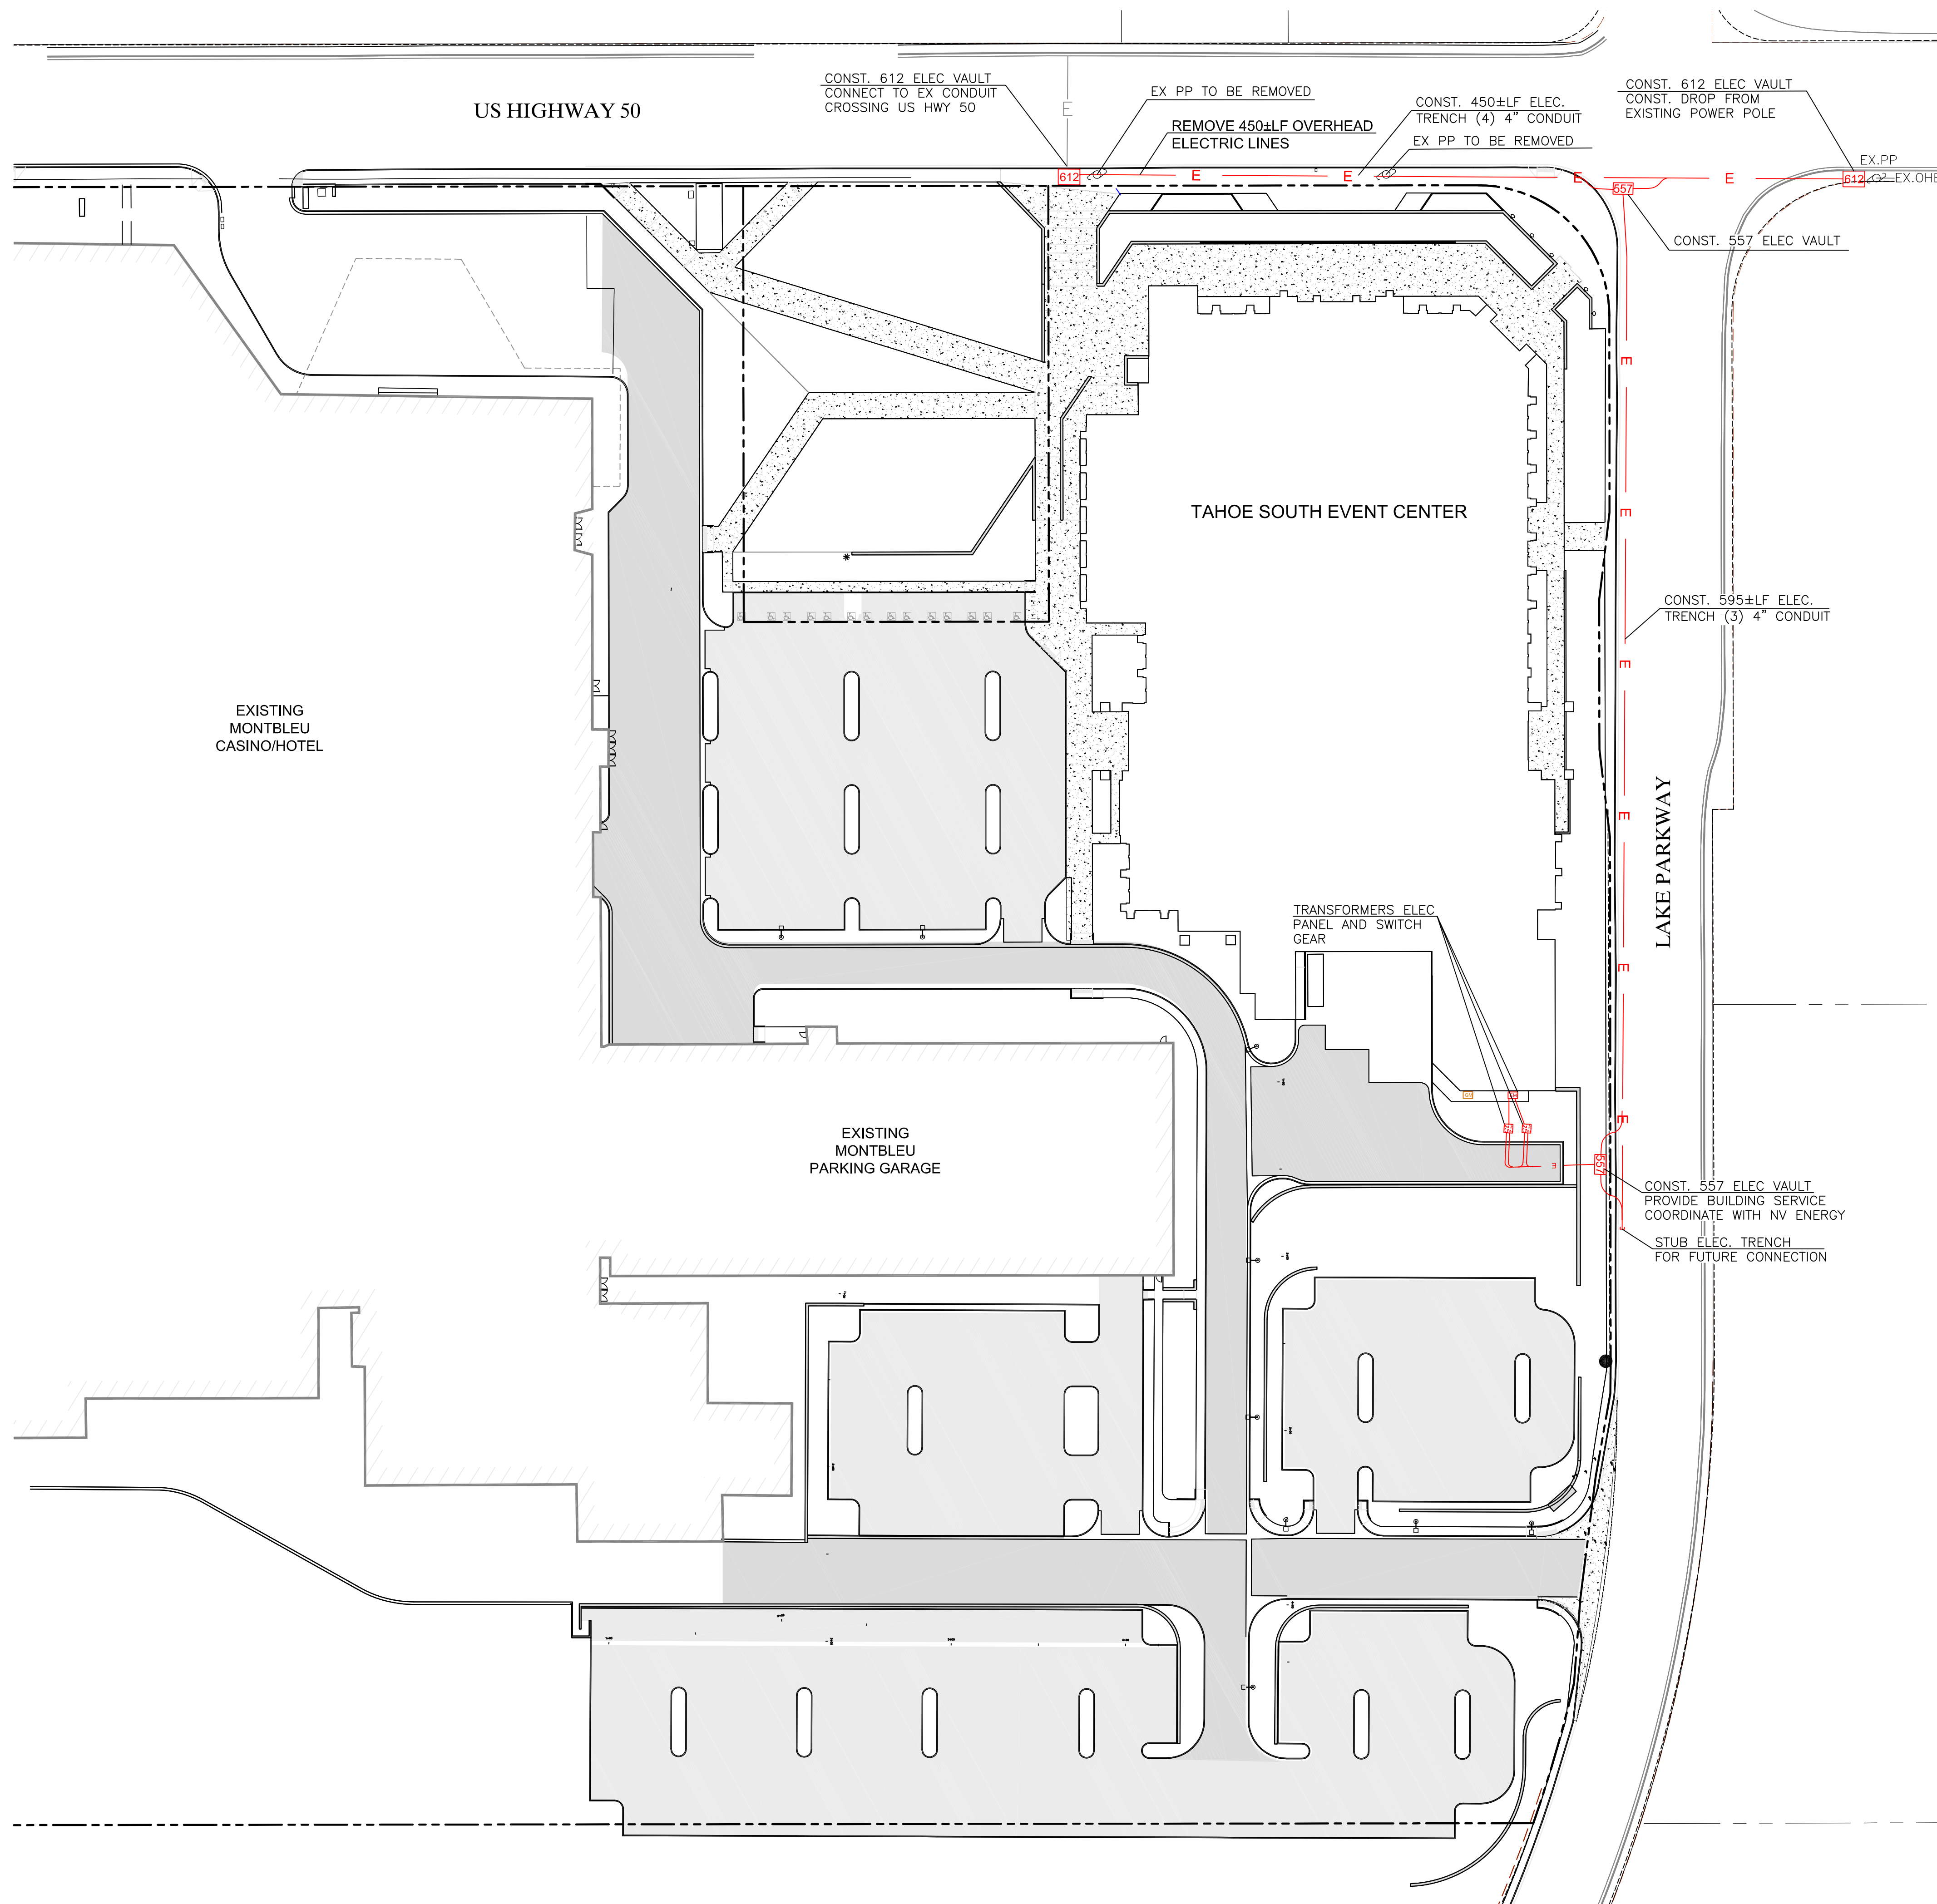 US HIGHWAY 50
CONST. 612 ELEC VAULT
CONNECT TO EX CONDUIT
CROSSING US HWY 50
E
EX PP TO BE REMOVED
REMOVE 450±LF OVERHEAD
ELECTRIC LINES
CONST. 450±LF ELEC.
TRENCH (4) 4" CONDUIT
EX PP TO BE REMOVED
CONST. 612 ELEC VAULT
CONST. DROP FROM
EXISTING POWER POLE
EX.PP
EX.OHE
612
E
E
E
557
E
612
CONST. 557 ELEC VAULT
E
E
TAHOE SOUTH EVENT CENTER
CONST. 595±LF ELEC.
TRENCH (3) 4" CONDUIT
E
EXISTING
MONTBLEU
CASINO/HOTEL
E
LAKE PARKWAY
TRANSFORMERS ELEC
PANEL AND SWITCH
GEAR
E
E
EXISTING
MONTBLEU
PARKING GARAGE
E
557
CONST. 557 ELEC VAULT
PROVIDE BUILDING SERVICE
COORDINATE WITH NV ENERGY
STUB ELEC. TRENCH
FOR FUTURE CONNECTION